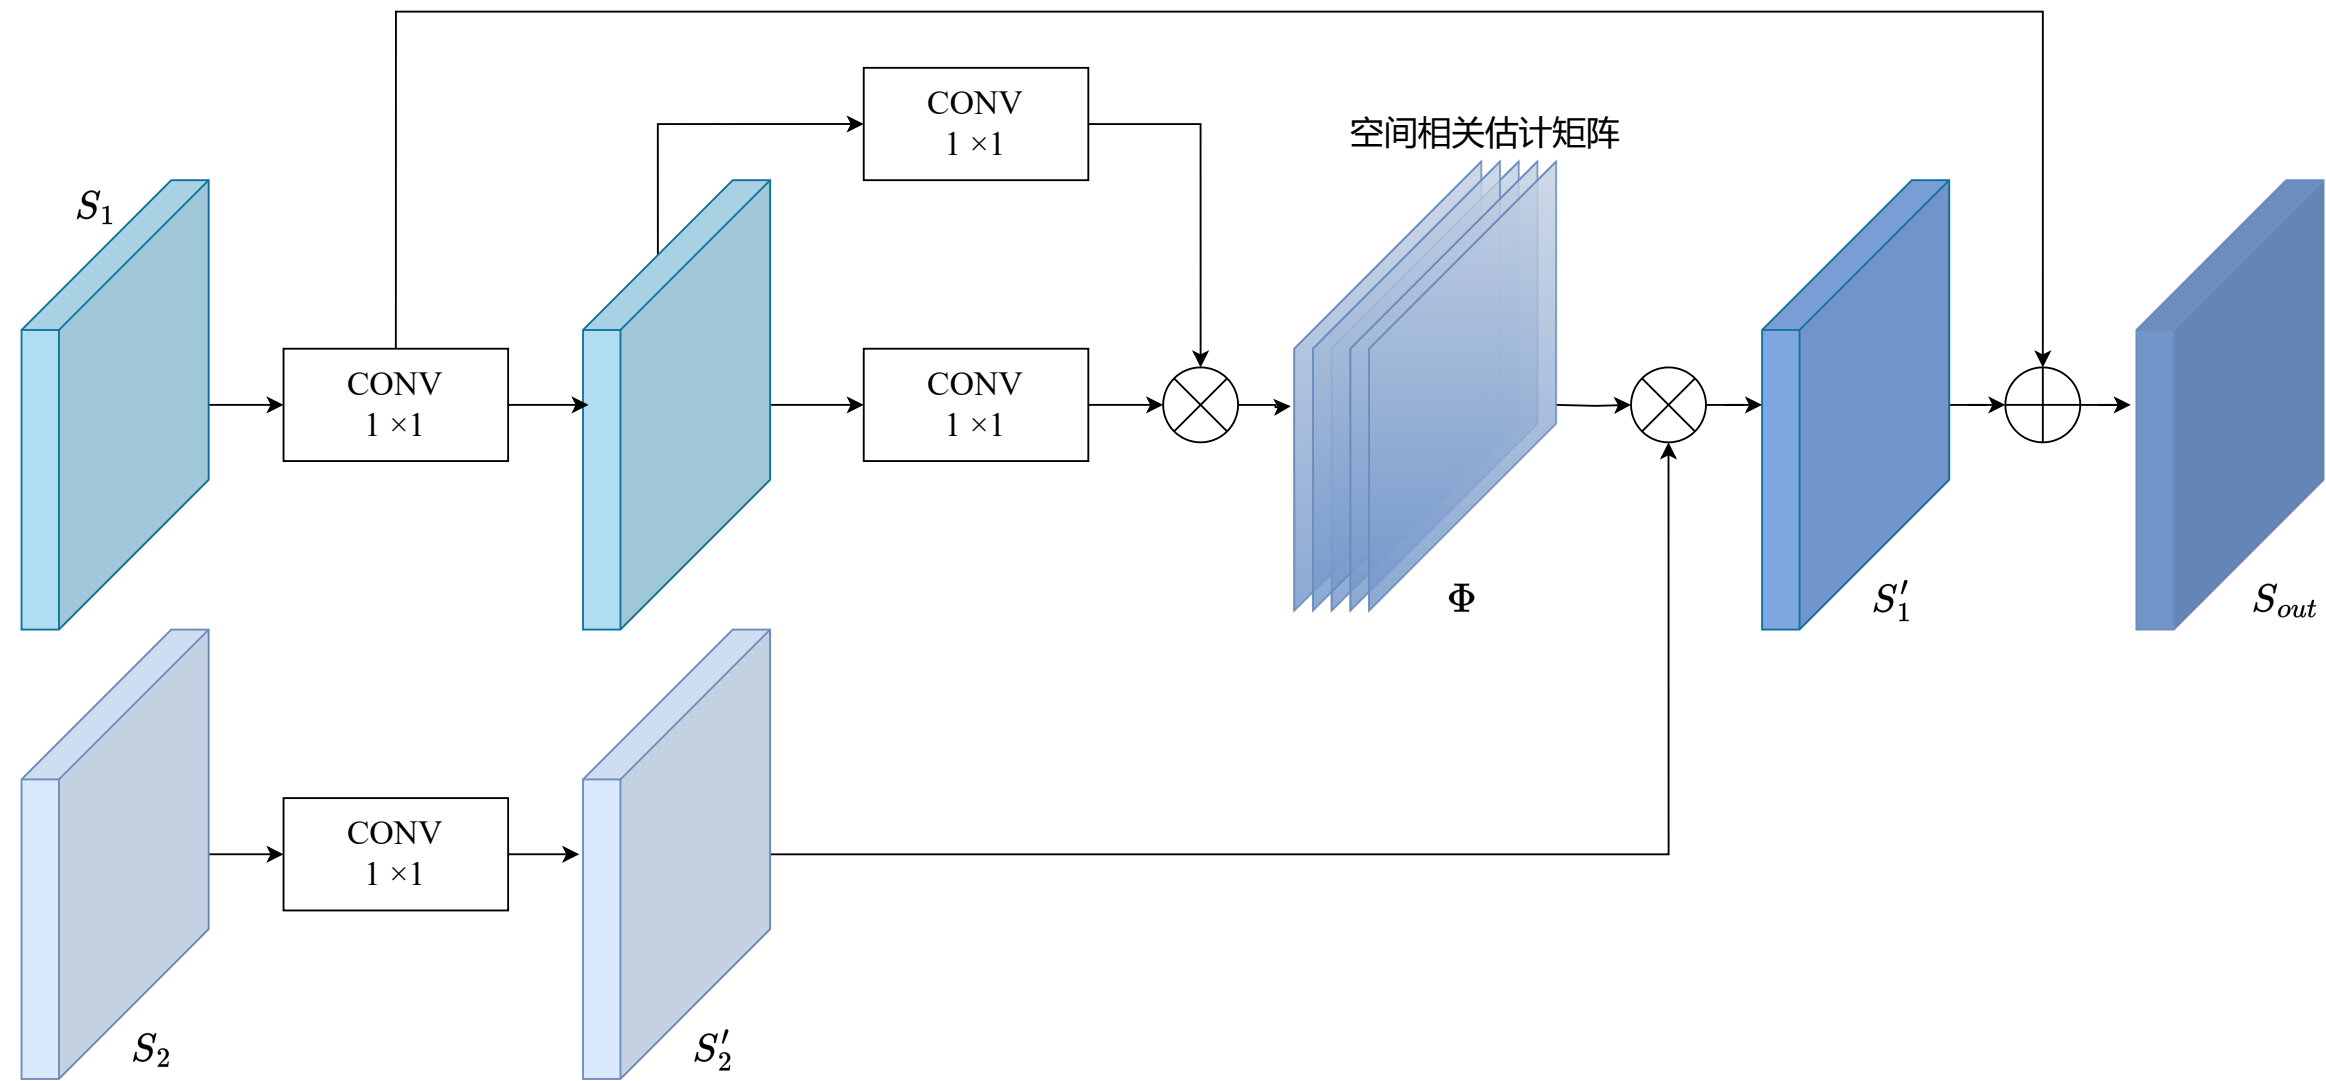 CONV
1 ×1
空间相关估计矩阵
S₁
CONV
1 ×1
CONV
1 ×1
Φ
S₁′
Sₒᵤₜ
CONV
1 ×1
S₂
S₂′